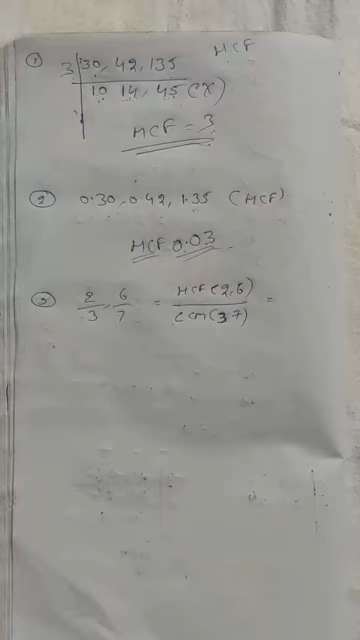 HCF
① 3 | 30, 42, 135
10 14, 45 (X)
HCF = 3
② 0.30, 0.42, 1.35 (HCF)
HCF 0.03
③ 2/3, 6/7 = HCF(2,6)/LCM(3 7) =